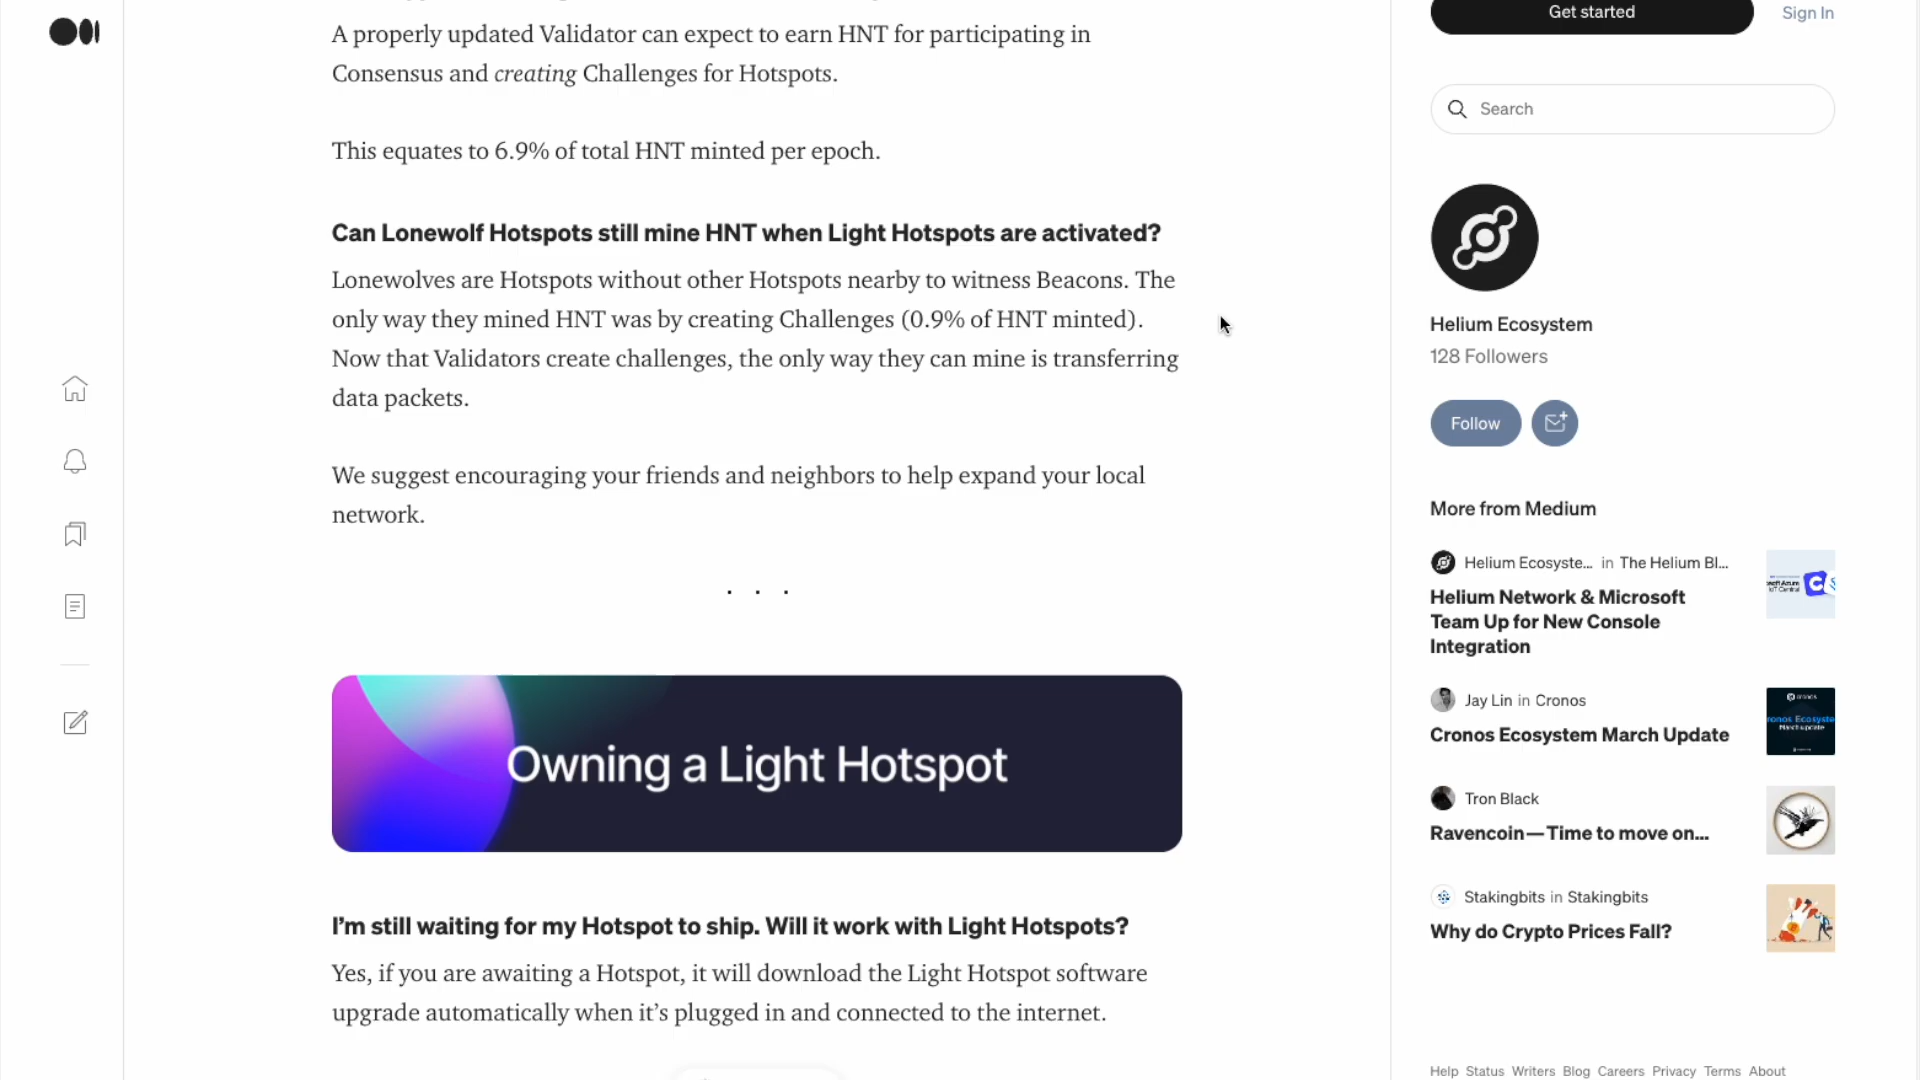 A properly updated Validator can expect to earn HNT for participating in
Consensus and creating Challenges for Hotspots.
This equates to 6.9% of total HNT minted per epoch.
Can Lonewolf Hotspots still mine HNT when Light Hotspots are activated?
Lonewolves are Hotspots without other Hotspots nearby to witness Beacons. The
only way they mined HNT was by creating Challenges (0.9% of HNT minted).
Now that Validators create challenges, the only way they can mine is transferring
data packets.
We suggest encouraging your friends and neighbors to help expand your local
network.
. . .
Owning a Light Hotspot
I'm still waiting for my Hotspot to ship. Will it work with Light Hotspots?
Yes, if you are awaiting a Hotspot, it will download the Light Hotspot software
upgrade automatically when it's plugged in and connected to the internet.
Get started
Sign In
Search
Helium Ecosystem
128 Followers
Follow
More from Medium
Helium Ecosyste... in The Helium Bl...
Helium Network & Microsoft
Team Up for New Console
Integration
Jay Lin in Cronos
Cronos Ecosystem March Update
Tron Black
Ravencoin—Time to move on...
Stakingbits in Stakingbits
Why do Crypto Prices Fall?
Help Status Writers Blog Careers Privacy Terms About